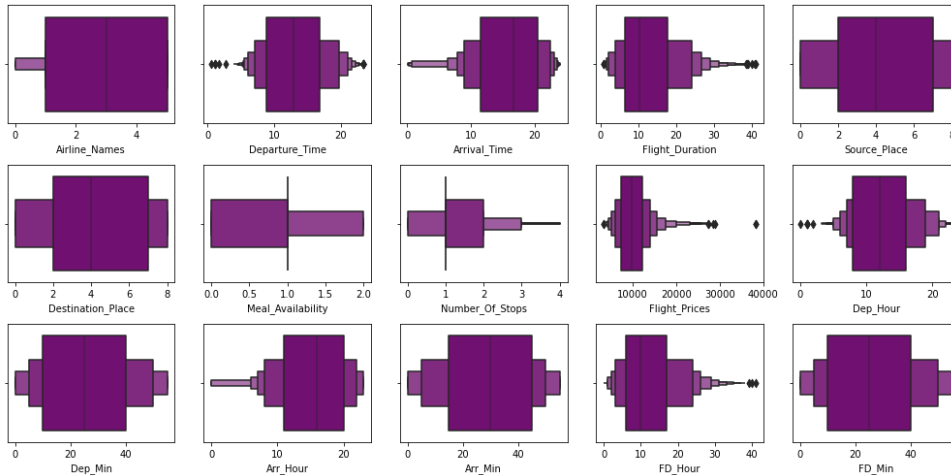 0 2 4
Airline_Names
0 10 20
Departure_Time
0 10 20
Arrival_Time
0 10 20 30 40
Flight_Duration
0 2 4 6 8
Source_Place
0 2 4 6 8
Destination_Place
0.0 0.5 1.0 1.5 2.0
Meal_Availability
0 1 2 3 4
Number_Of_Stops
10000 20000 30000 40000
Flight_Prices
0 10 20
Dep_Hour
0 20 40
Dep_Min
0 10 20
Arr_Hour
0 20 40
Arr_Min
0 10 20 30 40
FD_Hour
0 20 40
FD_Min